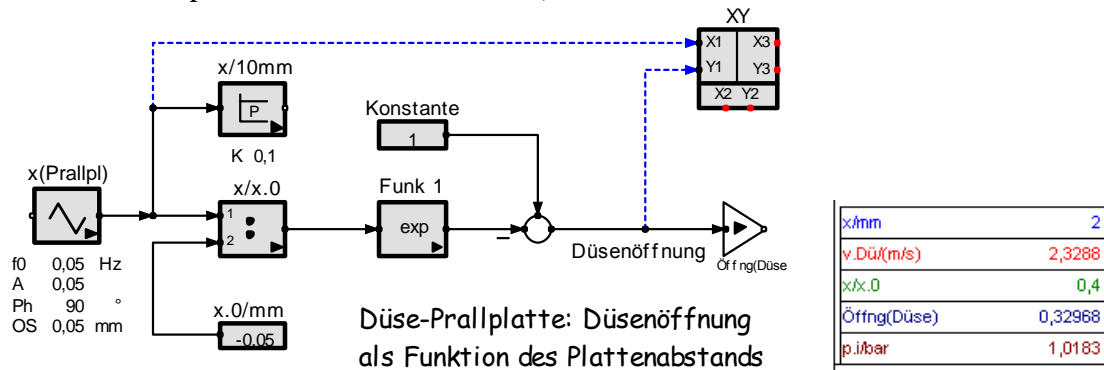 XY
X1 X3
Y1 Y3
X2 Y2
x/10mm
P
K 0,1
Konstante
1
x(Prallpl)
x/x.0
1
2
Funk 1
exp
Düsenöffnung
Öffng(Düse
f0 0,05 Hz
A 0,05
Ph 90 °
OS 0,05 mm
x.0/mm
-0.05
Düse-Prallplatte: Düsenöffnung
als Funktion des Plattenabstands
x/mm 2
v.Dü/(m/s) 2,3288
x/x.0 0,4
Öffng(Düse) 0,32968
p.i/bar 1,0183